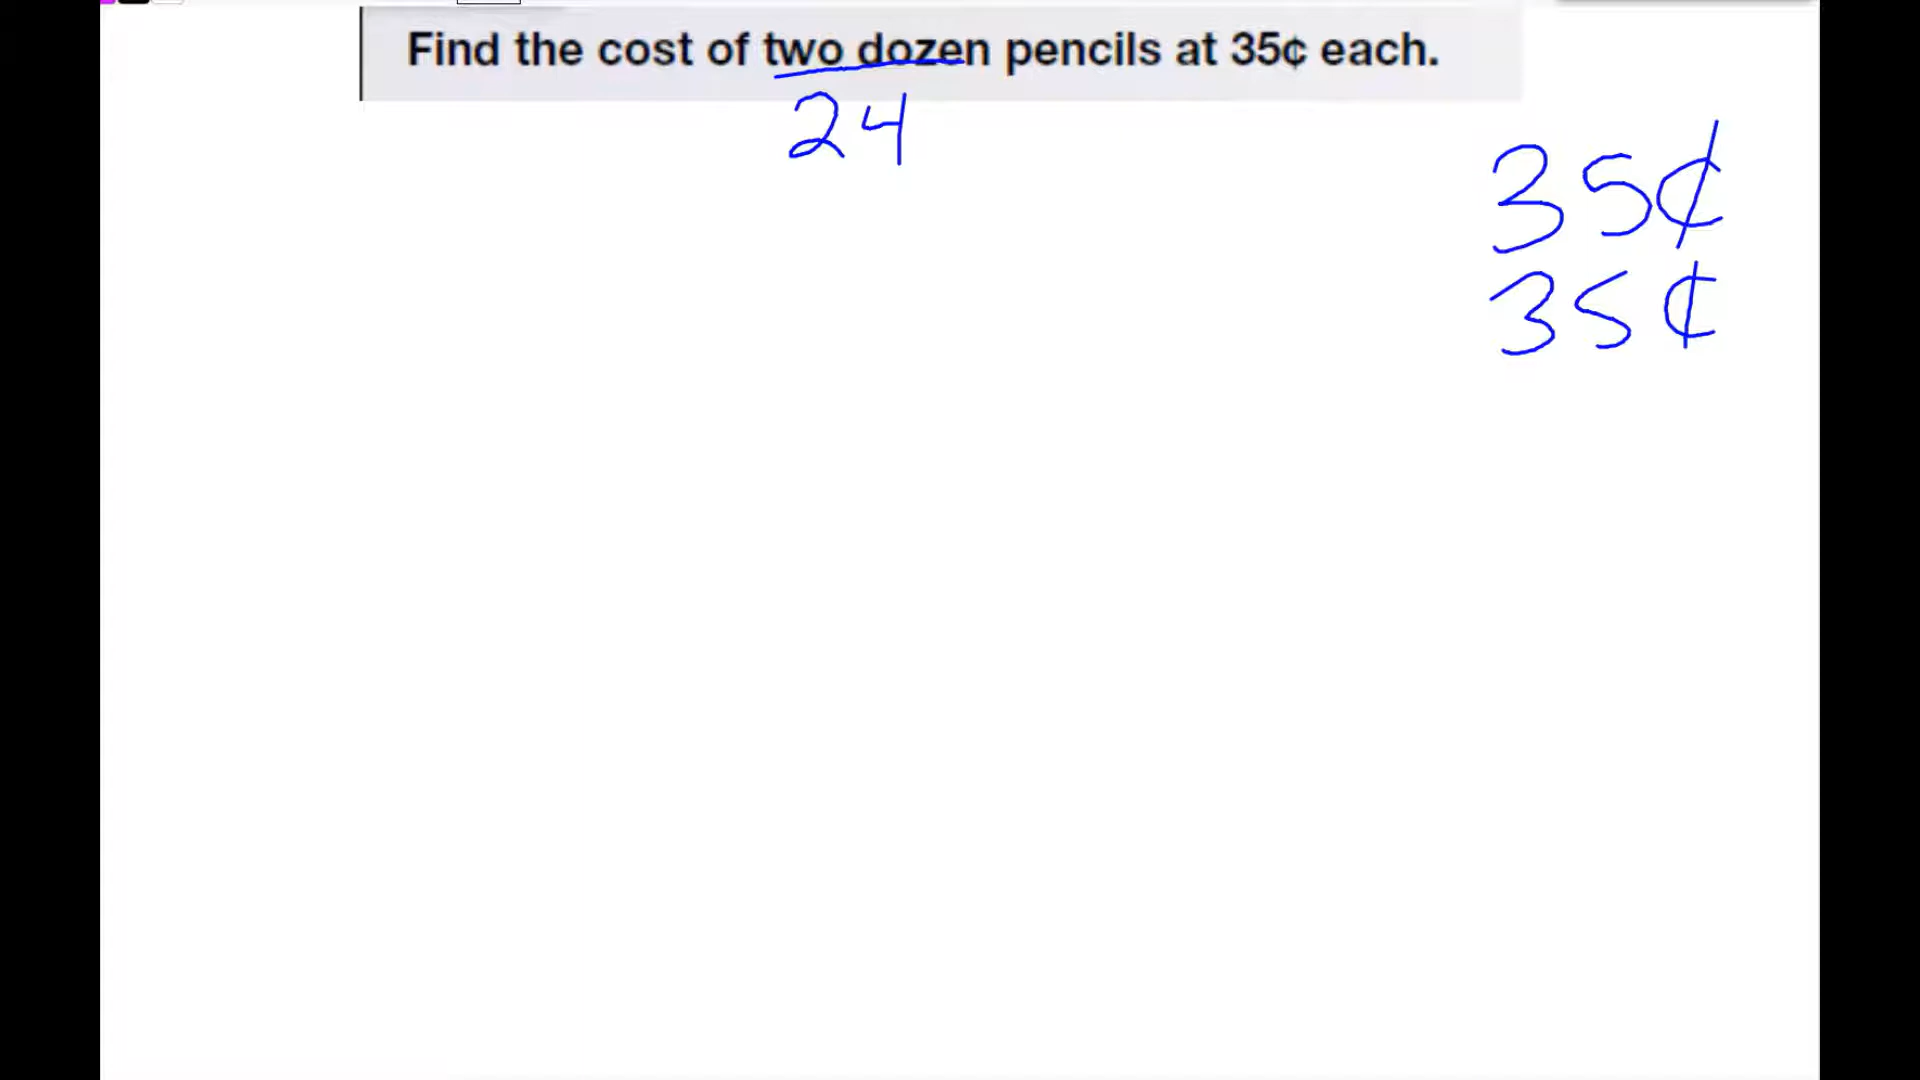 Find the cost of two dozen pencils at 35¢ each.
24
35¢
35¢